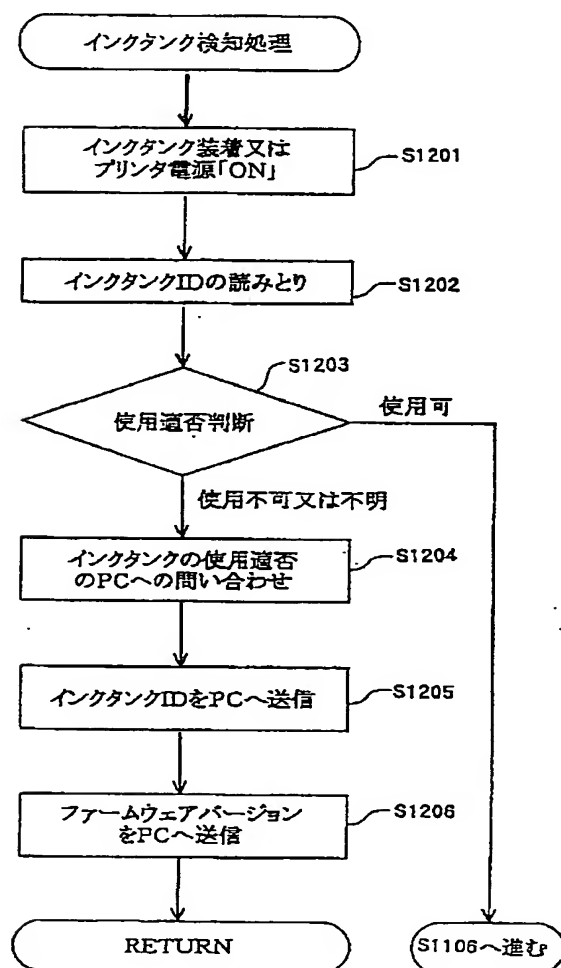 インクタンク検知処理
インクタンク装着又は
プリンタ電源「ON」
S1201
インクタンクIDの読みとり
S1202
S1203
使用適否判断
使用可
使用不可又は不明
インクタンクの使用適否
のPCへの問い合わせ
S1204
インクタンクIDをPCへ送信
S1205
ファームウェアバージョン
をPCへ送信
S1206
RETURN
S1106へ進む